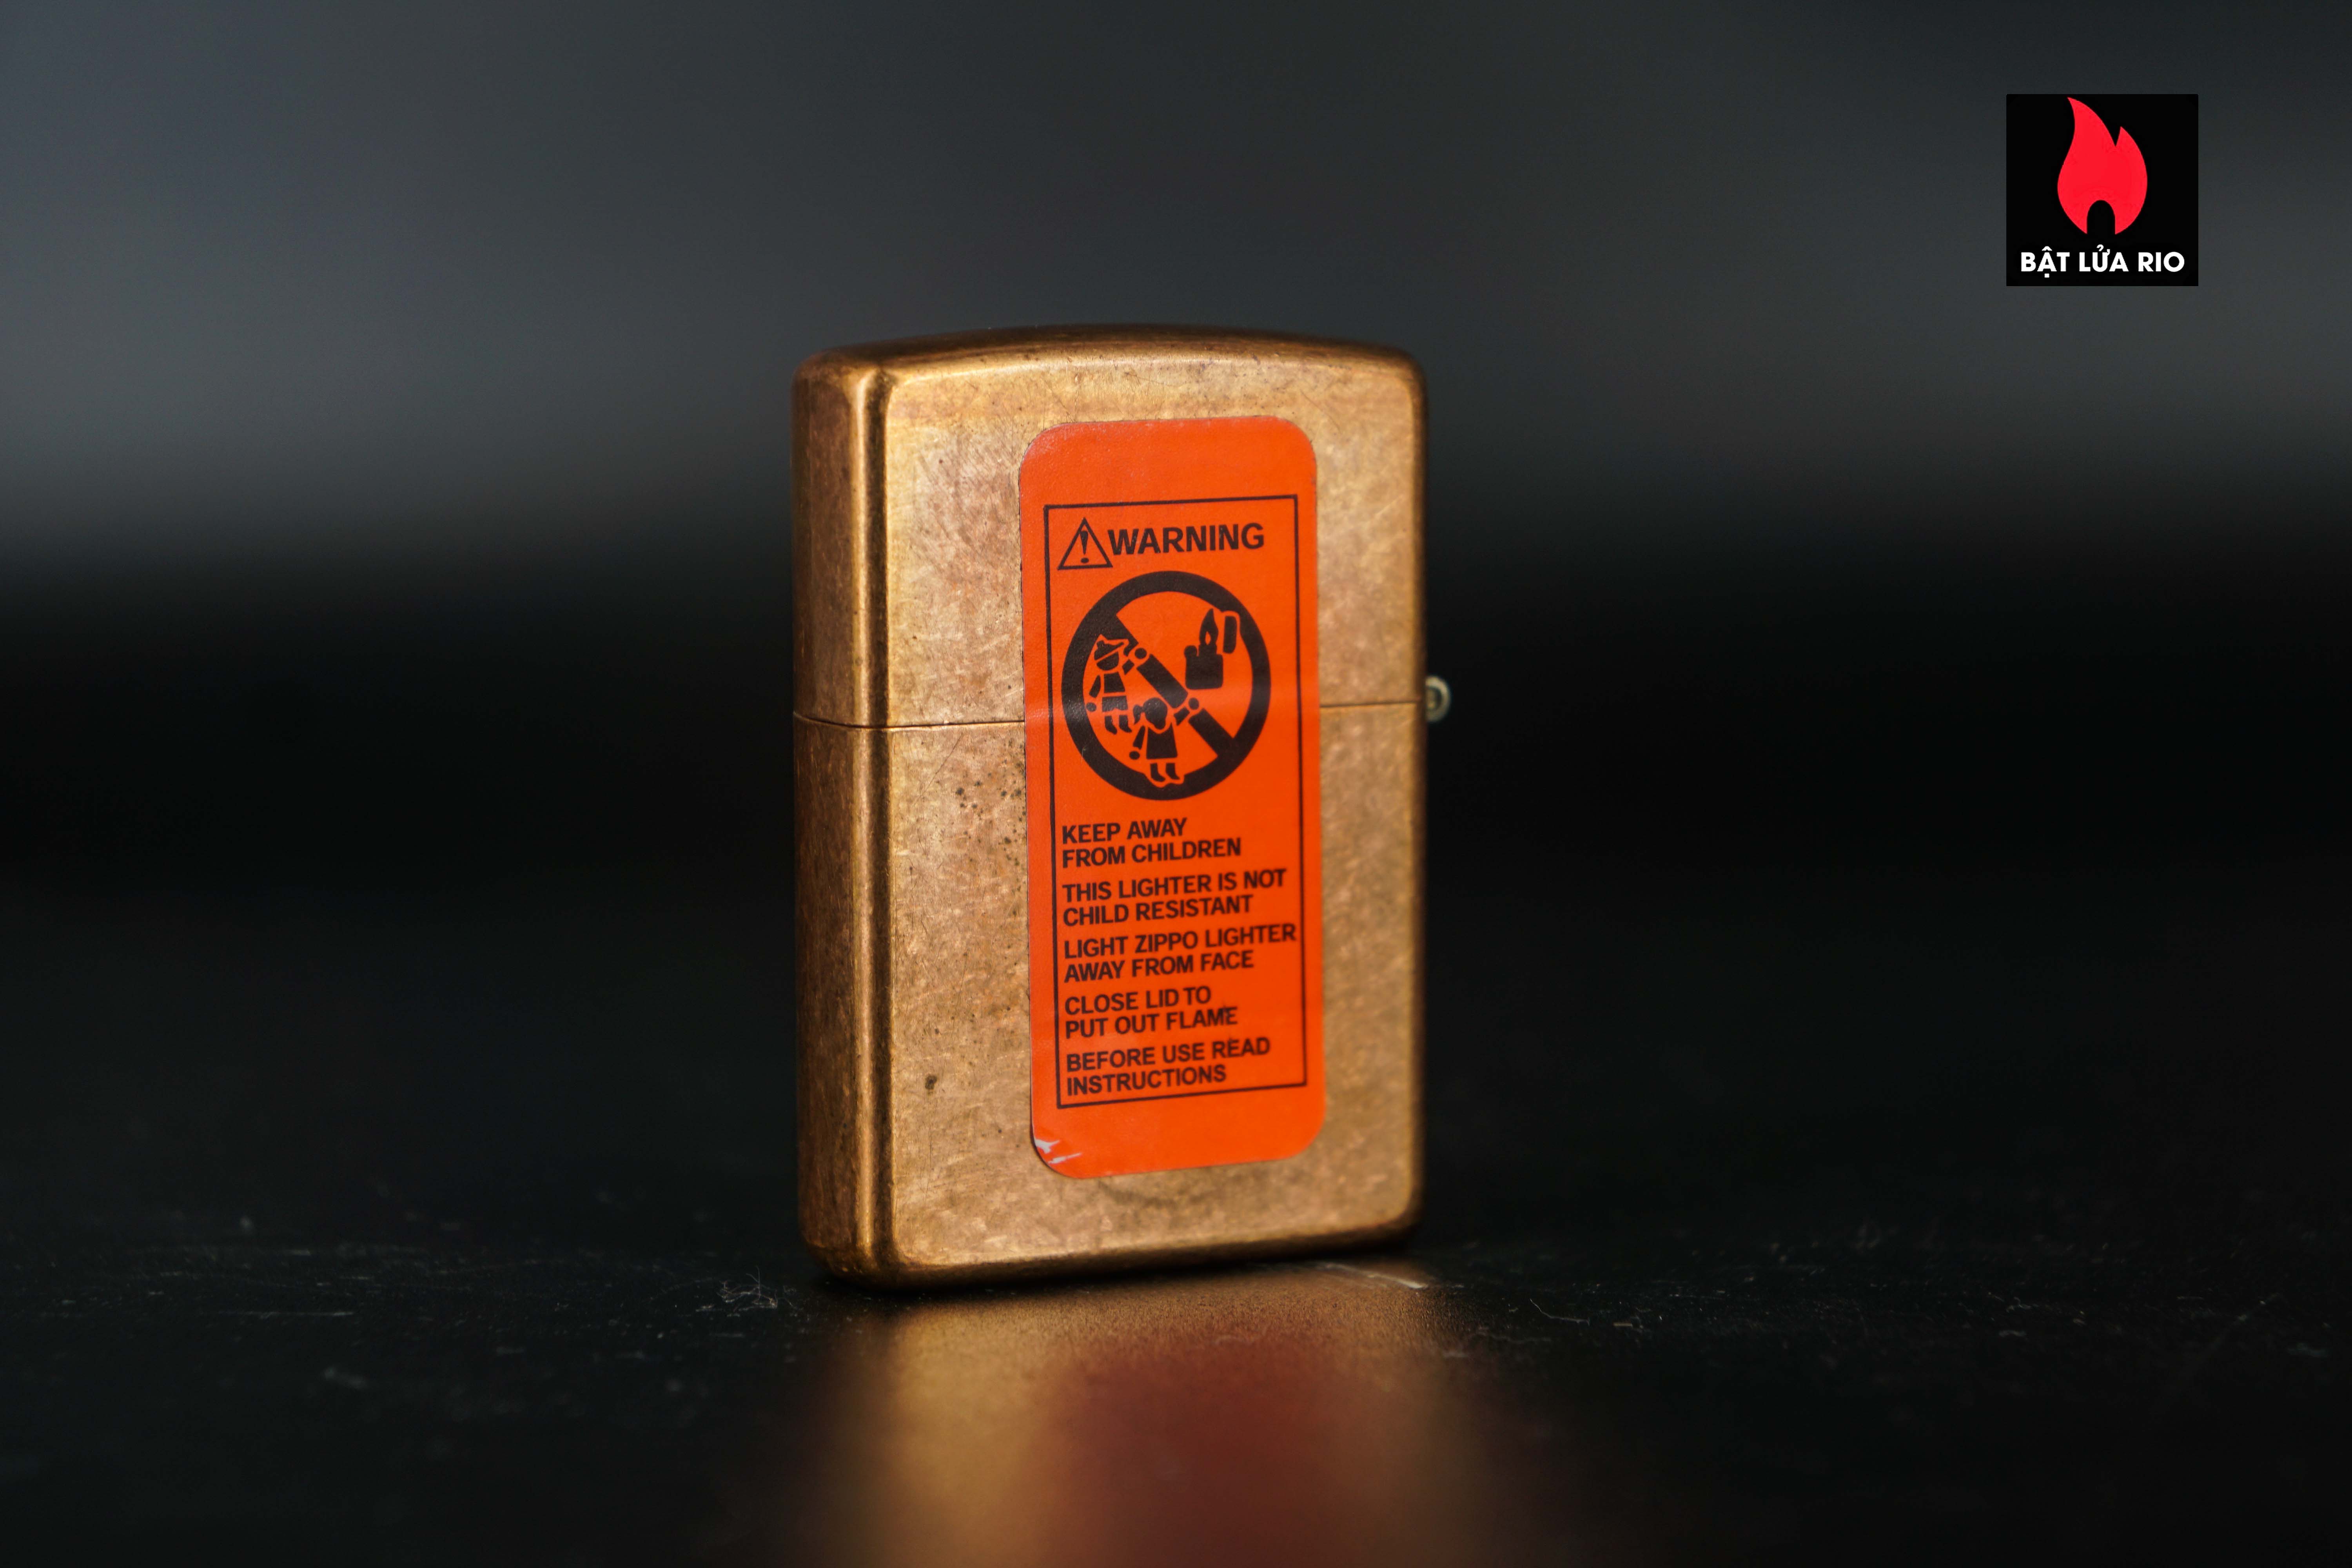 BẬT LỬA RIO
WARNING
KEEP AWAY
FROM CHILDREN
THIS LIGHTER IS NOT
CHILD RESISTANT
LIGHT ZIPPO LIGHTER
AWAY FROM FACE
CLOSE LID TO
PUT OUT FLAME
BEFORE USE READ
INSTRUCTIONS